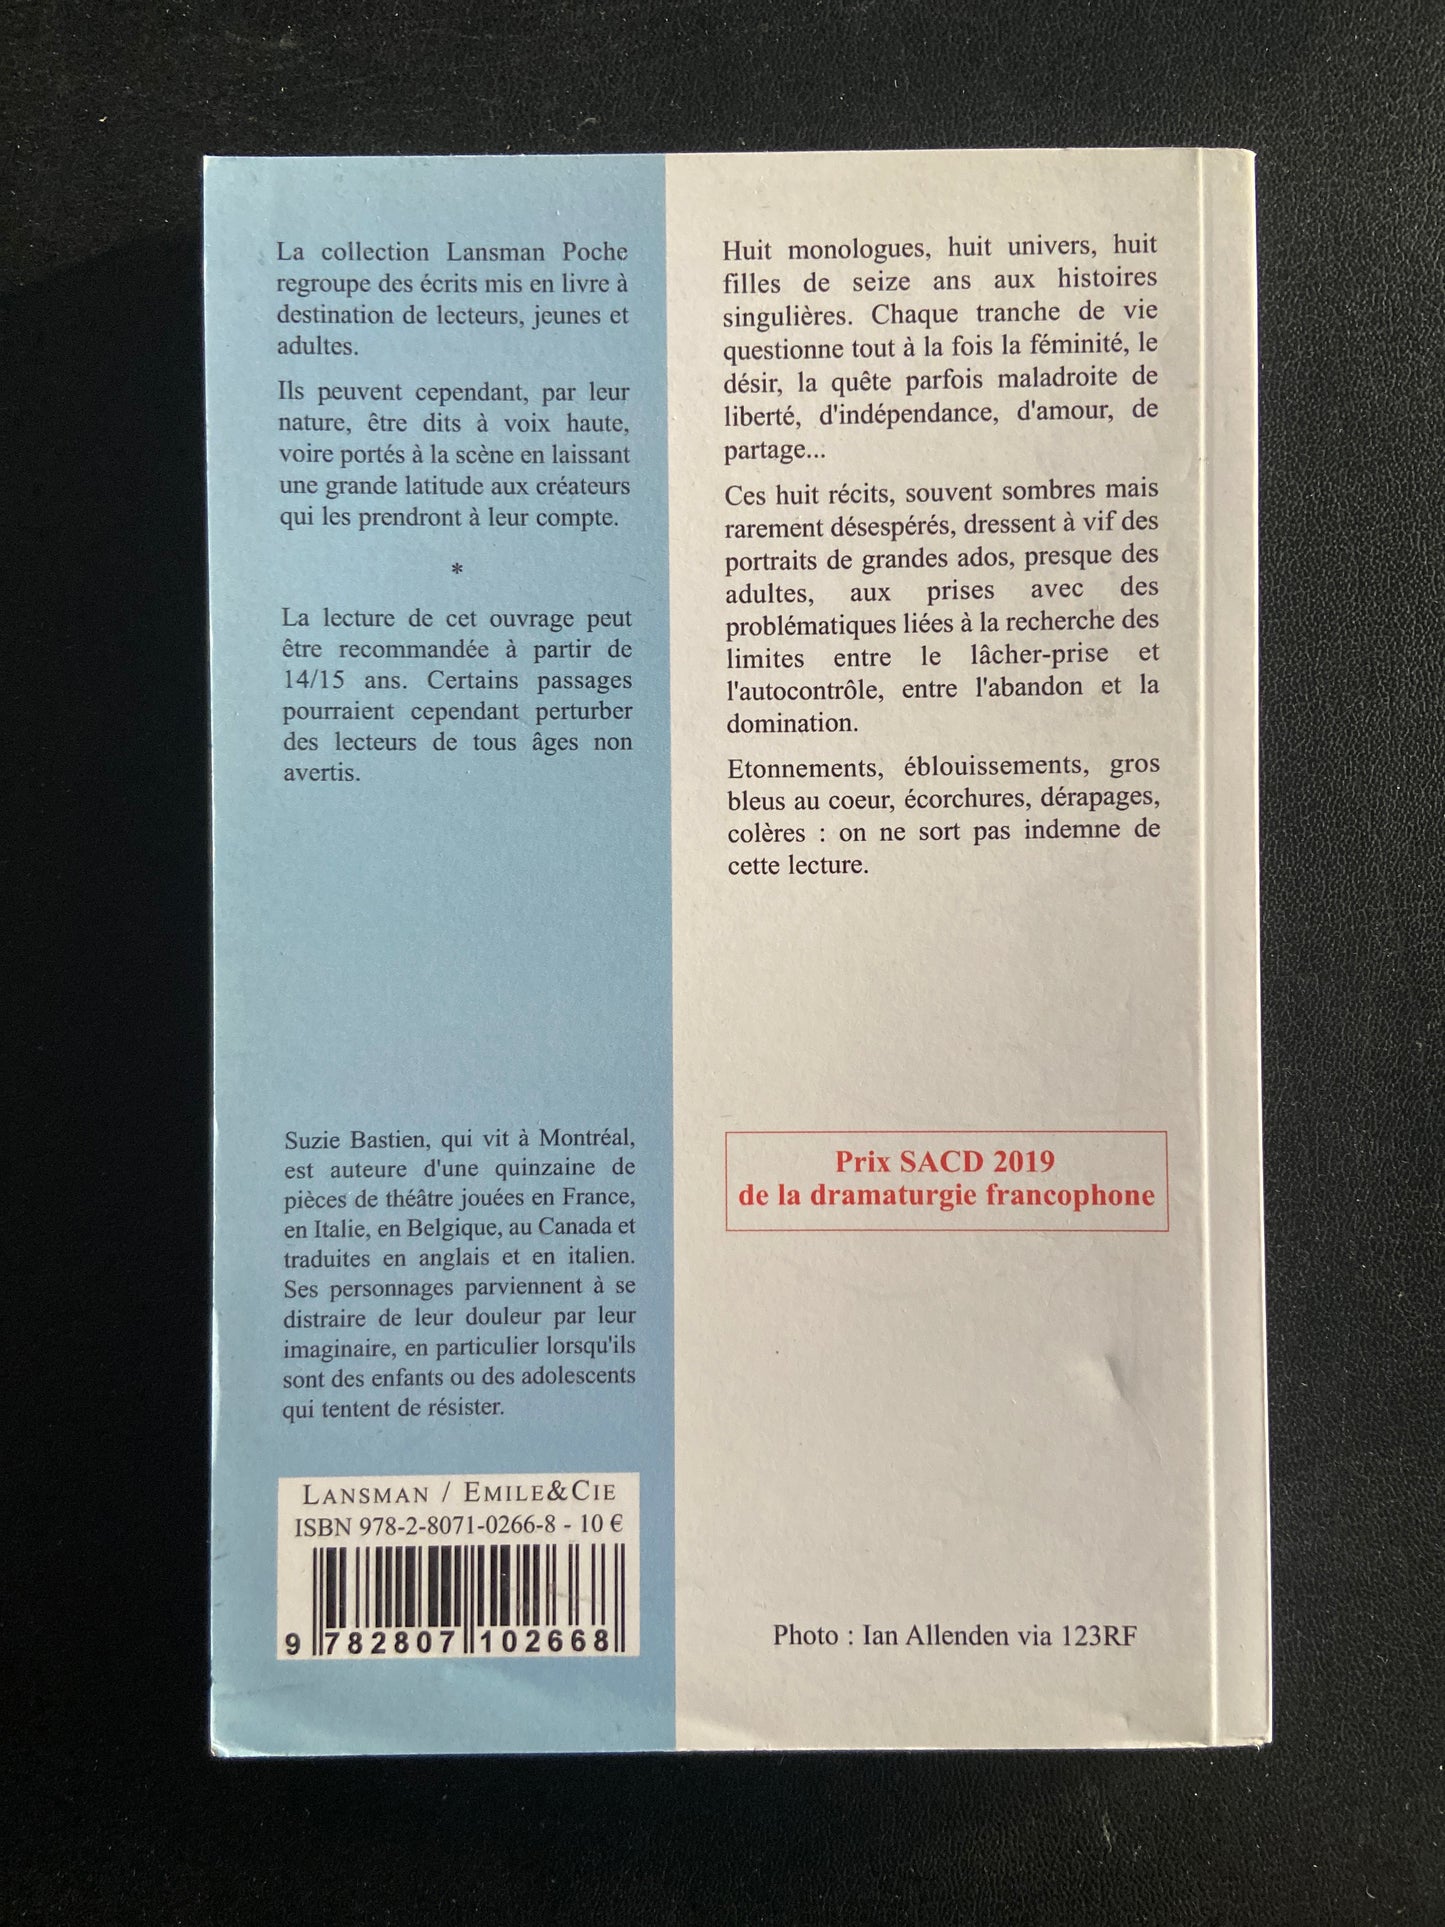 La collection Lansman Poche
regroupe des écrits mis en livre à
destination de lecteurs, jeunes et
adultes.
Ils peuvent cependant, par leur
nature, être dits à voix haute,
voire portés à la scène en laissant
une grande latitude aux créateurs
qui les prendront à leur compte.
*
La lecture de cet ouvrage peut
être recommandée à partir de
14/15 ans. Certains passages
pourraient cependant perturber
des lecteurs de tous âges non
avertis.
Suzie Bastien, qui vit à Montréal,
est auteure d'une quinzaine de
pièces de théâtre jouées en France,
en Italie, en Belgique, au Canada et
traduites en anglais et en italien.
Ses personnages parviennent à se
distraire de leur douleur par leur
imaginaire, en particulier lorsqu'ils
sont des enfants ou des adolescents
qui tentent de résister.
LANSMAN / EMILE&CIE
ISBN 978-2-8071-0266-8 - 10 €
9 782807 102668
Huit monologues, huit univers, huit
filles de seize ans aux histoires
singulières. Chaque tranche de vie
questionne tout à la fois la féminité, le
désir, la quête parfois maladroite de
liberté, d'indépendance, d'amour, de
partage...
Ces huit récits, souvent sombres mais
rarement désespérés, dressent à vif des
portraits de grandes ados, presque des
adultes, aux prises avec des
problématiques liées à la recherche des
limites entre le lâcher-prise et
l'autocontrôle, entre l'abandon et la
domination.
Etonnements, éblouissements, gros
bleus au coeur, écorchures, dérapages,
colères : on ne sort pas indemne de
cette lecture.
Prix SACD 2019
de la dramaturgie francophone
Photo : Ian Allenden via 123RF